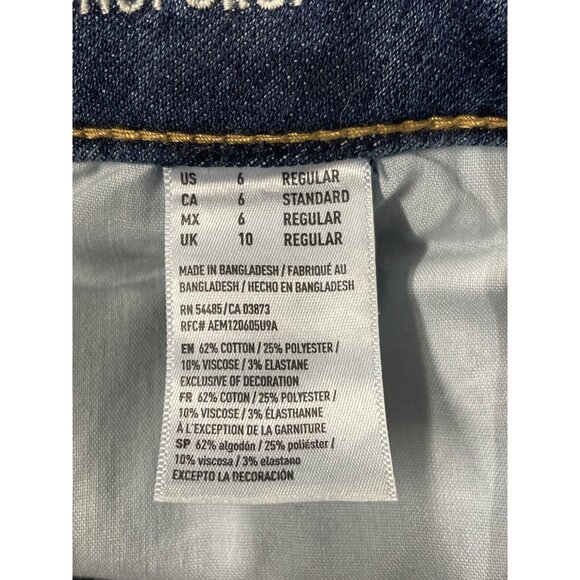 US 6 REGULAR
CA 6 STANDARD
MX 6 REGULAR
UK 10 REGULAR
MADE IN BANGLADESH / FABRIQUÉ AU
BANGLADESH / HECHO EN BANGLADESH
RN 54485/CA 03873
RFC# AEM120605U9A
EN 62% COTTON / 25% POLYESTER /
10% VISCOSE / 3% ELASTANE
EXCLUSIVE OF DECORATION
FR 62% COTON / 25% POLYESTER /
10% VISCOSE / 3% ÉLASTHANNE
À L'EXCEPTION DE LA GARNITURE
SP 62% algodón / 25% poliéster /
10% viscosa / 3% elastano
EXCEPTO LA DECORACIÓN